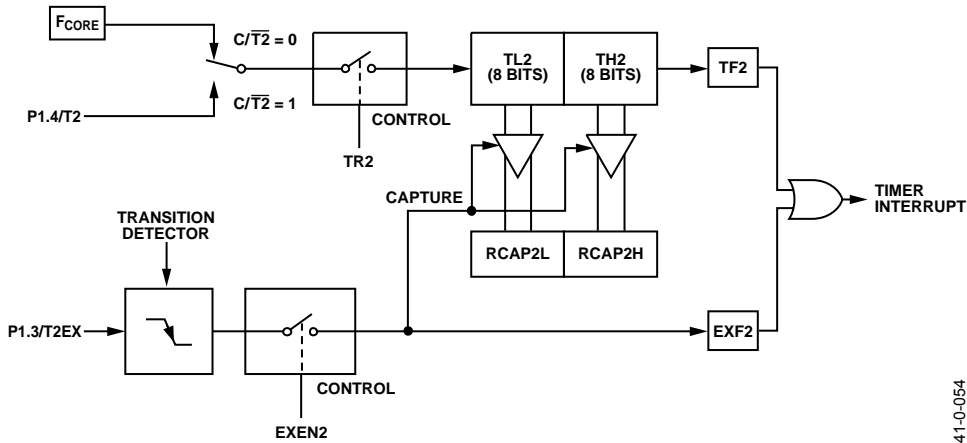 FCORE
C/T2 = 0
C/T2 = 1
P1.4/T2
CONTROL
TR2
TL2
(8 BITS)
TH2
(8 BITS)
TF2
CAPTURE
TIMER
INTERRUPT
TRANSITION
DETECTOR
RCAP2L
RCAP2H
P1.3/T2EX
EXF2
CONTROL
EXEN2
41-0-054